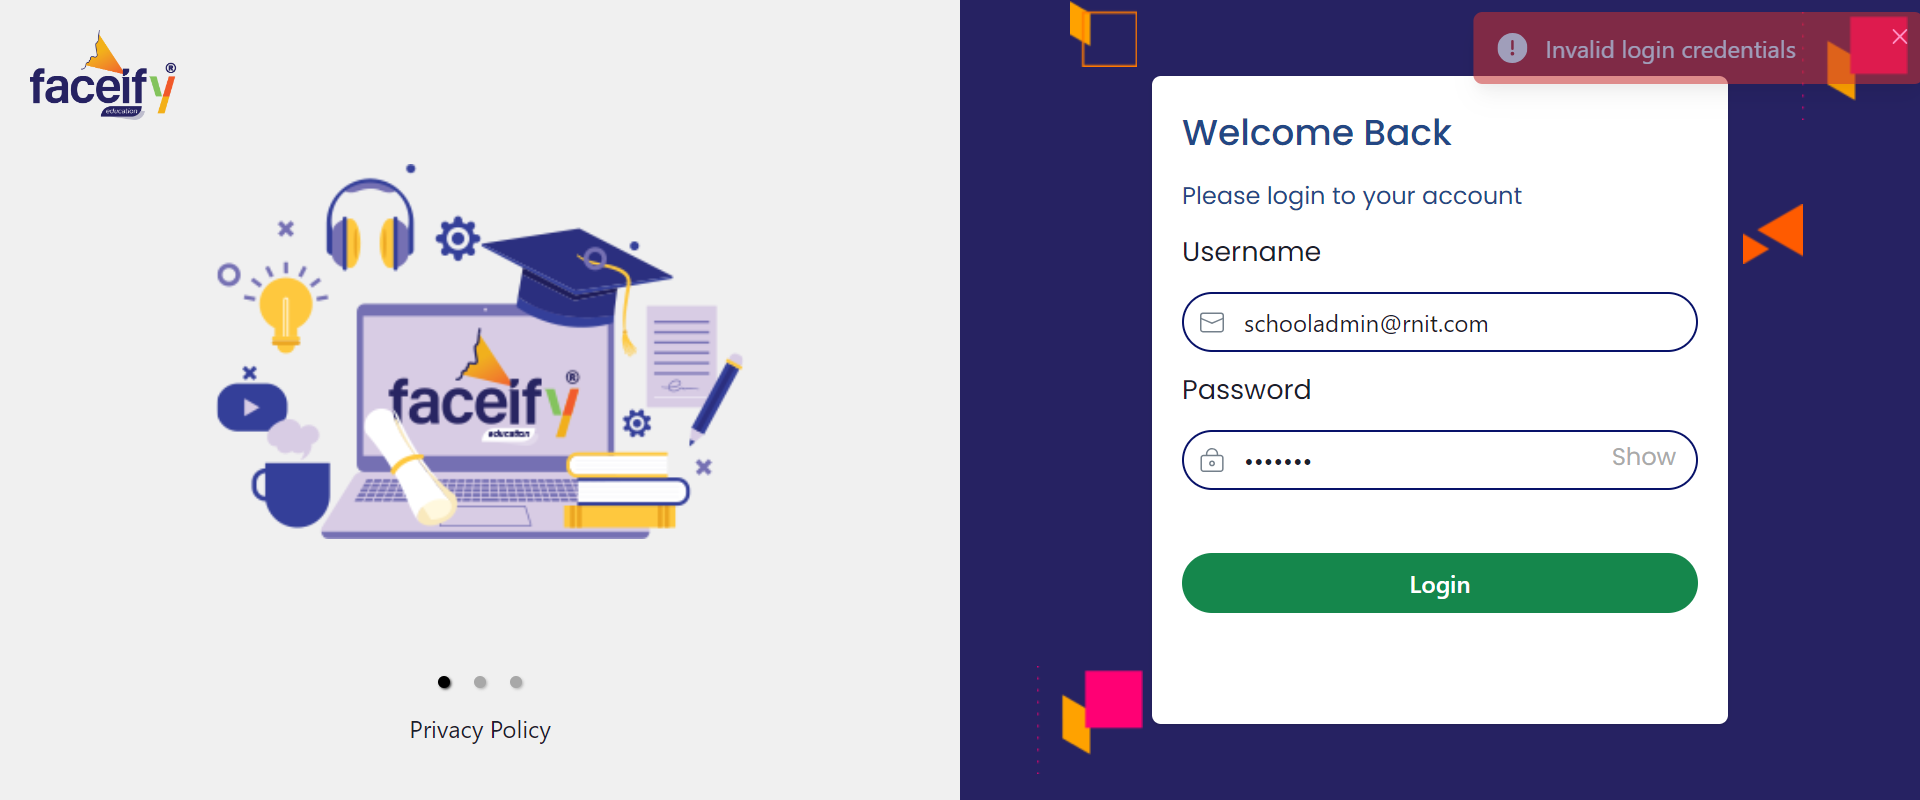 faceify®
education
faceify®
education
Privacy Policy
Invalid login credentials
Welcome Back
Please login to your account
Username
schooladmin@rnit.com
Password
••••••• Show
Login